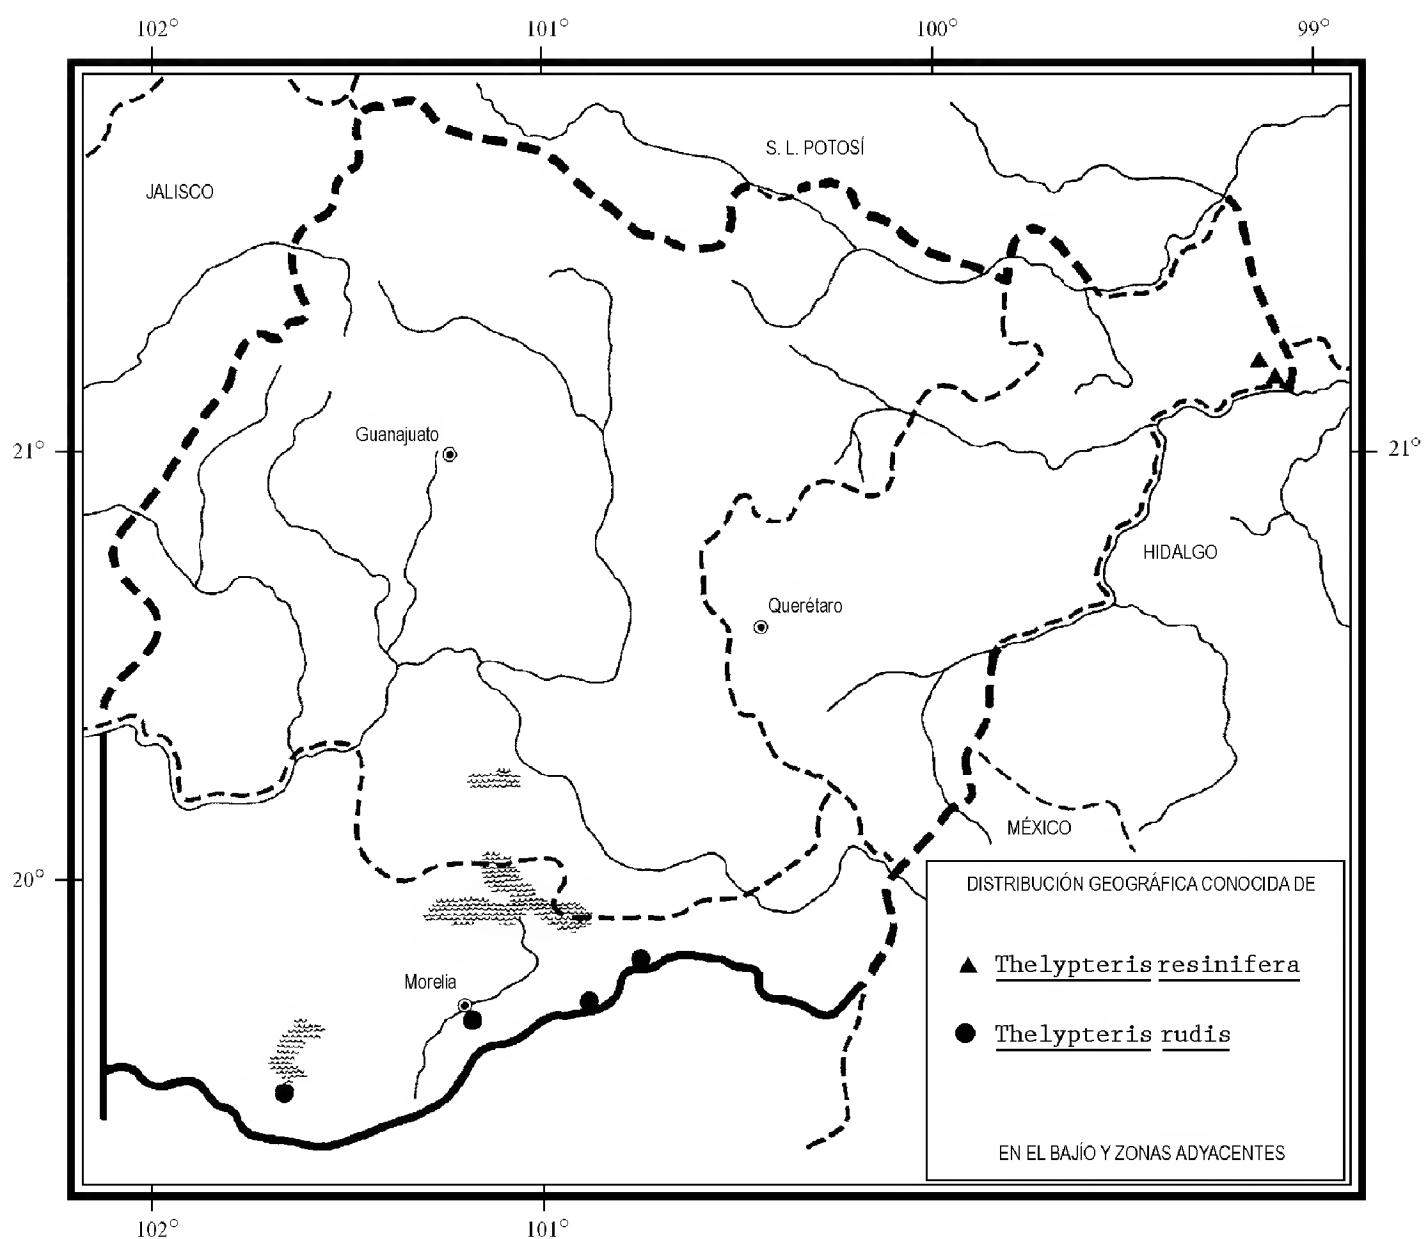 102° 101° 100° 99°
S. L. POTOSÍ
JALISCO
Guanajuato
21° 21°
HIDALGO
Querétaro
MÉXICO
20°
DISTRIBUCIÓN GEOGRÁFICA CONOCIDA DE
Thelypteris resinifera
Morelia
Thelypteris rudis
EN EL BAJÍO Y ZONAS ADYACENTES
102° 101°